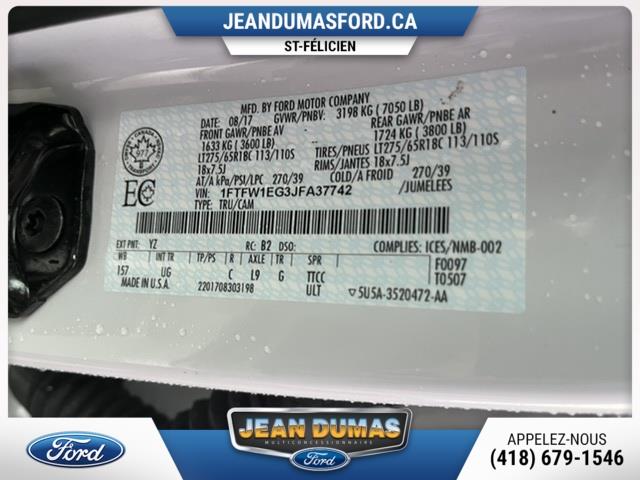 JEANDUMASFORD.CA
ST-FÉLICIEN
MFD. BY FORD MOTOR COMPANY
DATE: 08/17 GVWR/PNBV: 3198 KG ( 7050 LB)
FRONT GAWR/PNBE AV REAR GAWR/PNBE AR
1633 KG ( 3600 LB) 1724 KG ( 3800 LB)
LT275/65R18C 113/110S TIRES/PNEUS LT275/65R18C 113/110S
18x7.5J RIMS/JANTES 18x7.5J
AT/A kPa/PSI/LPC 270/39 COLD/A FROID 270/39
1FTFW1EG3JFA37742 /JUMELEES
TYPE: TRU/CAM
EC
EXT PNT: YZ RC: B2 DSO: COMPLIES: ICES/NMB-002
WB INT TR TP/PS R AXLE TR SPR F0097
157 UG C L9 G TTCC T0507
MADE IN U.S.A. 2201708303198 ULT 5U5A-3520472-AA
Ford
JEAN DUMAS
MULTICONCESSIONNAIRE
Ford
APPELEZ-NOUS
(418) 679-1546